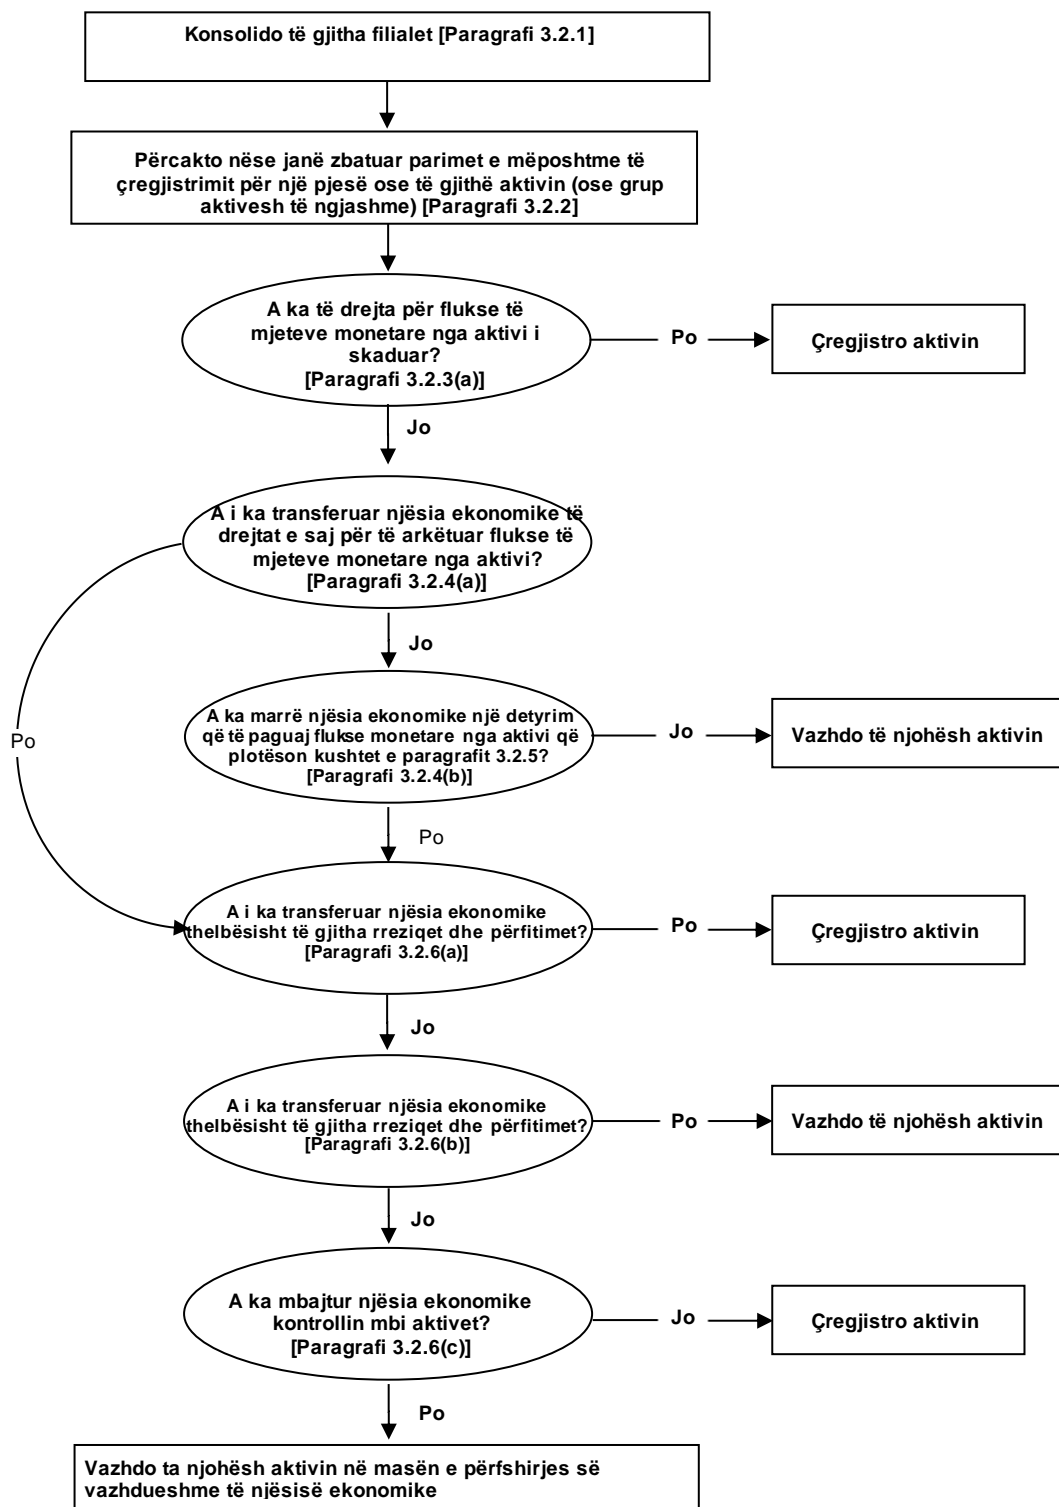 Konsolido të gjitha filialet [Paragrafi 3.2.1]
Përcakto nëse janë zbatuar parimet e mëposhtme të
çregjistrimit për një pjesë ose të gjithë aktivin (ose grup
aktivesh të ngjashme) [Paragrafi 3.2.2]
A ka të drejta për flukse të
mjeteve monetare nga aktivi i
skaduar?
[Paragrafi 3.2.3(a)]
Po
Çregjistro aktivin
Jo
A i ka transferuar njësia ekonomike të
drejtat e saj për të arkëtuar flukse të
mjeteve monetare nga aktivi?
[Paragrafi 3.2.4(a)]
Jo
Po
A ka marrë njësia ekonomike një detyrim
që të paguaj flukse monetare nga aktivi që
plotëson kushtet e paragrafit 3.2.5?
[Paragrafi 3.2.4(b)]
Jo
Vazhdo të njohësh aktivin
Po
A i ka transferuar njësia ekonomike
thelbësisht të gjitha rreziqet dhe përfitimet?
[Paragrafi 3.2.6(a)]
Po
Çregjistro aktivin
Jo
A i ka transferuar njësia ekonomike
thelbësisht të gjitha rreziqet dhe përfitimet?
[Paragrafi 3.2.6(b)]
Po
Vazhdo të njohësh aktivin
Jo
A ka mbajtur njësia ekonomike
kontrollin mbi aktivet?
[Paragrafi 3.2.6(c)]
Jo
Çregjistro aktivin
Po
Vazhdo ta njohësh aktivin në masën e përfshirjes së
vazhdueshme të njësisë ekonomike